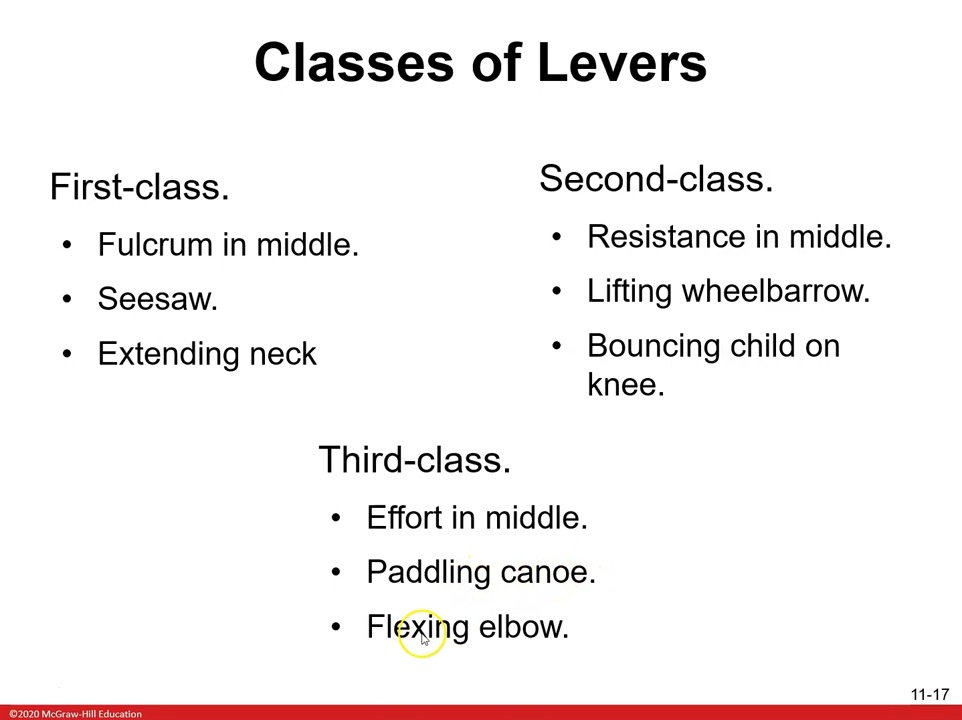 Classes of Levers
First-class.
• Fulcrum in middle.
• Seesaw.
• Extending neck
Second-class.
• Resistance in middle.
• Lifting wheelbarrow.
• Bouncing child on
knee.
Third-class.
• Effort in middle.
• Paddling canoe.
• Flexing elbow.
11-17
©2020 McGraw-Hill Education